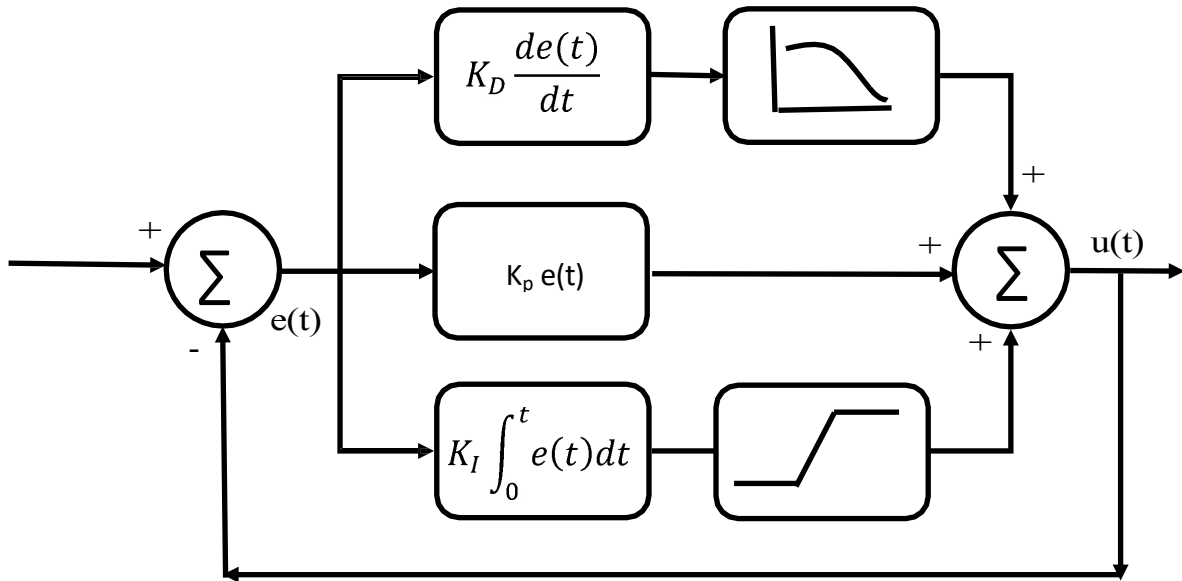 K_D de(t)/dt
+
+
Σ
e(t)
-
K_p e(t)
+
Σ
u(t)
+
K_I ∫_0^t e(t)dt